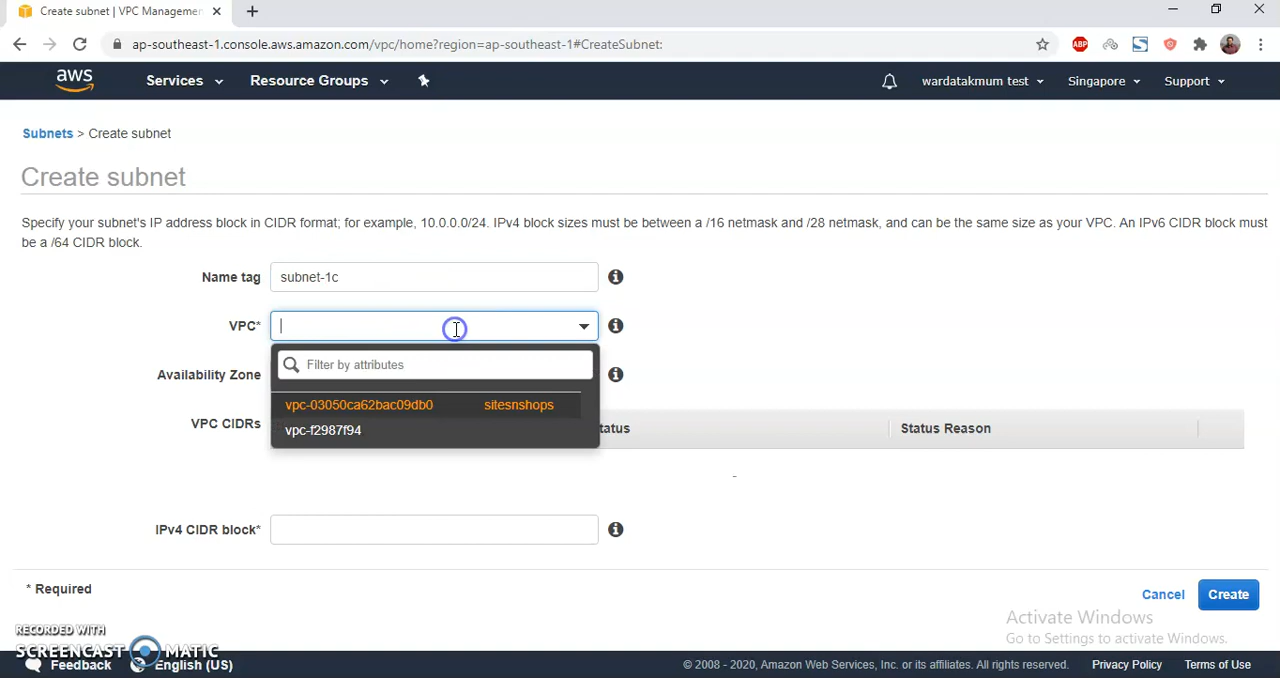 Create subnet | VPC Managemen
ap-southeast-1.console.aws.amazon.com/vpc/home?region=ap-southeast-1#CreateSubnet:
ABP
aws Services Resource Groups wardatakmum test Singapore Support
Subnets > Create subnet
Create subnet
Specify your subnet's IP address block in CIDR format; for example, 10.0.0.0/24. IPv4 block sizes must be between a /16 netmask and /28 netmask, and can be the same size as your VPC. An IPv6 CIDR block must
be a /64 CIDR block.
Name tag subnet-1c
VPC*
Filter by attributes
Availability Zone
vpc-03050ca62bac09db0 sitesnshops
VPC CIDRs
tatus Status Reason
vpc-f2987f94
-
IPv4 CIDR block*
* Required
Cancel Create
Activate Windows
Go to Settings to activate Windows.
RECORDED WITH
SCREENCAST MATIC
Feedback English (US) © 2008 - 2020, Amazon Web Services, Inc. or its affiliates. All rights reserved. Privacy Policy Terms of Use